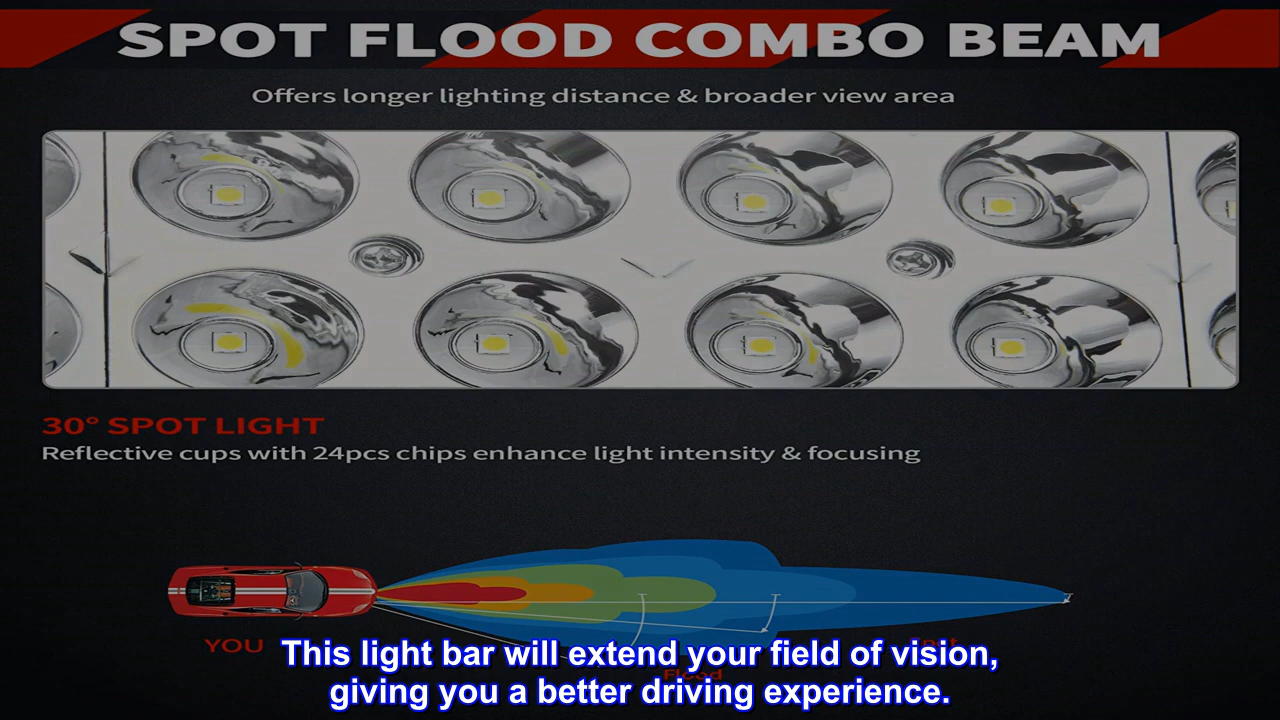 SPOT FLOOD COMBO BEAM
Offers longer lighting distance & broader view area
30° SPOT LIGHT
Reflective cups with 24pcs chips enhance light intensity & focusing
YOU
This light bar will extend your field of vision,
Flood
giving you a better driving experience.